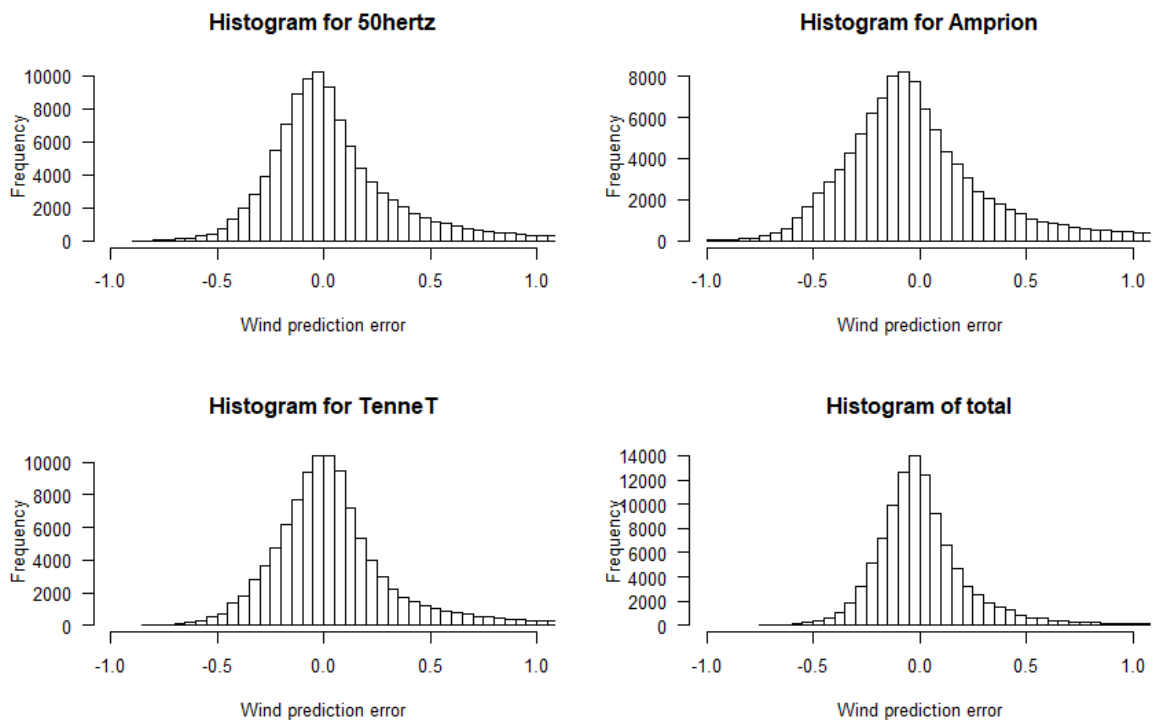 Histogram for 50hertz
Frequency
10000
8000
6000
4000
2000
0
-1.0 -0.5 0.0 0.5 1.0
Wind prediction error
Histogram for Amprion
Frequency
8000
6000
4000
2000
0
-1.0 -0.5 0.0 0.5 1.0
Wind prediction error
Histogram for TenneT
Frequency
10000
8000
6000
4000
2000
0
-1.0 -0.5 0.0 0.5 1.0
Wind prediction error
Histogram of total
Frequency
14000
12000
10000
8000
6000
4000
2000
0
-1.0 -0.5 0.0 0.5 1.0
Wind prediction error